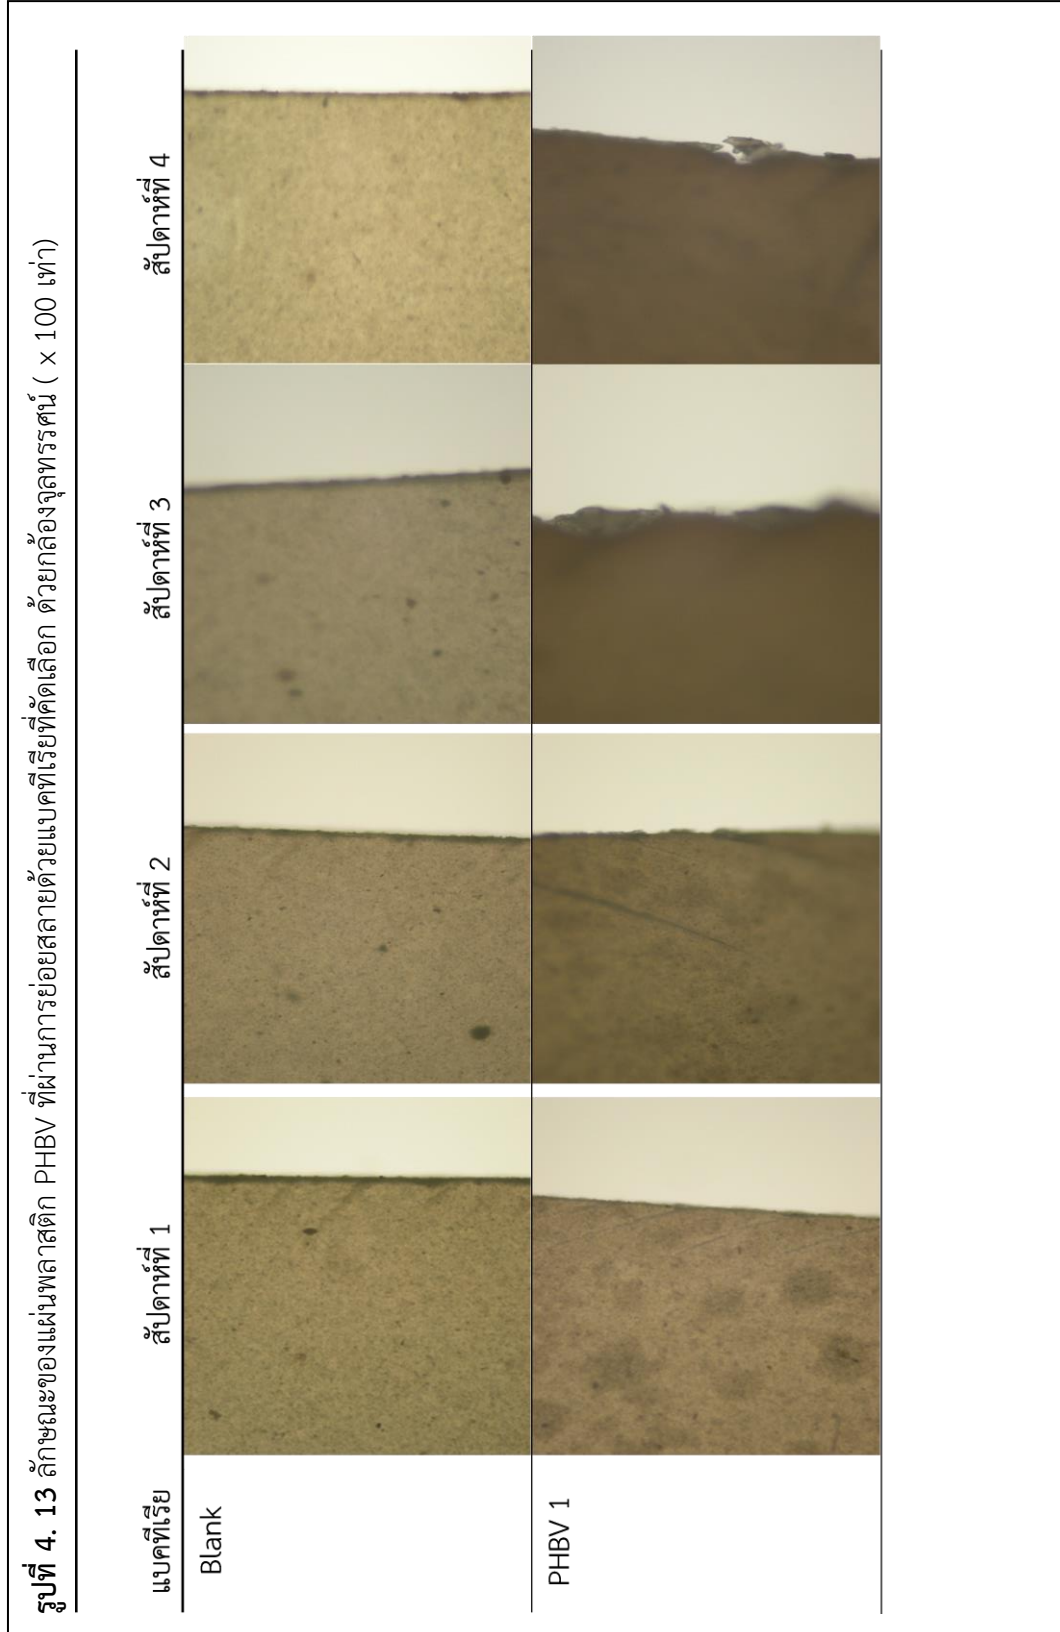 รูปที่ 4. 13 ลักษณะของแผ่นพลาสติก PHBV ที่ผ่านการย่อยสลายด้วยแบคทีเรียที่คัดเลือก ด้วยกล้องจุลทรรศน์ ( x 100 เท่า)
แบคทีเรีย สัปดาห์ที่ 1 สัปดาห์ที่ 2 สัปดาห์ที่ 3 สัปดาห์ที่ 4
Blank
PHBV 1